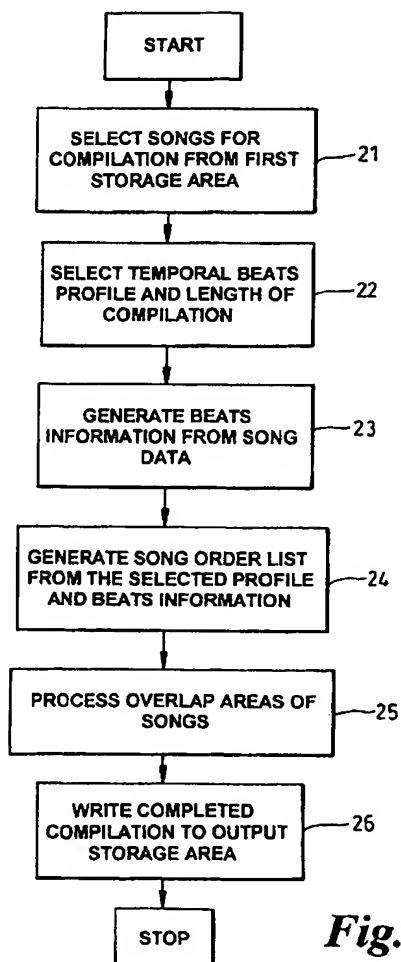 START
SELECT SONGS FOR
COMPILATION FROM FIRST
STORAGE AREA
21
SELECT TEMPORAL BEATS
PROFILE AND LENGTH OF
COMPILATION
22
GENERATE BEATS
INFORMATION FROM SONG
DATA
23
GENERATE SONG ORDER LIST
FROM THE SELECTED PROFILE
AND BEATS INFORMATION
24
PROCESS OVERLAP AREAS OF
SONGS
25
WRITE COMPLETED
COMPILATION TO OUTPUT
STORAGE AREA
26
STOP
Fig.